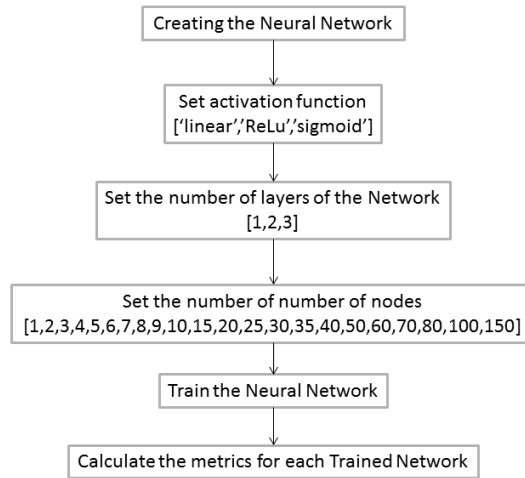 Creating the Neural Network
Set activation function
['linear','ReLu','sigmoid']
Set the number of layers of the Network
[1,2,3]
Set the number of number of nodes
[1,2,3,4,5,6,7,8,9,10,15,20,25,30,35,40,50,60,70,80,100,150]
Train the Neural Network
Calculate the metrics for each Trained Network